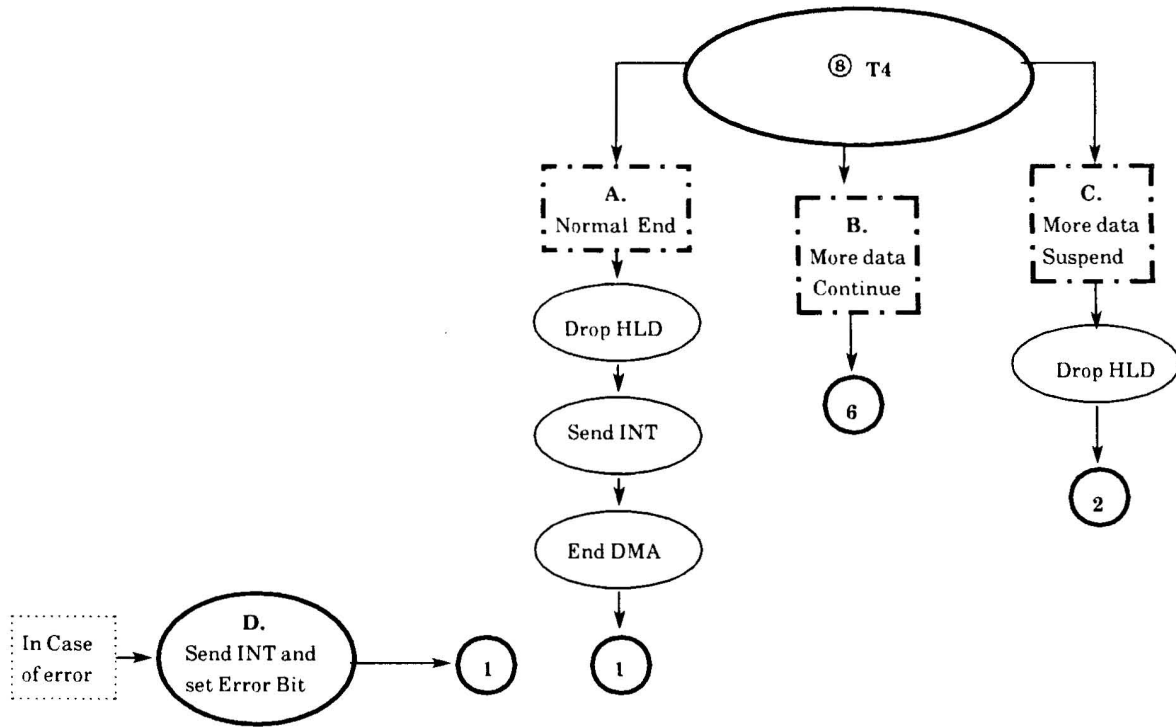 ⑧ T4
A.
Normal End
B.
More data
Continue
C.
More data
Suspend
Drop HLD
Send INT
End DMA
1
6
Drop HLD
2
In Case
of error
D.
Send INT and
set Error Bit
1